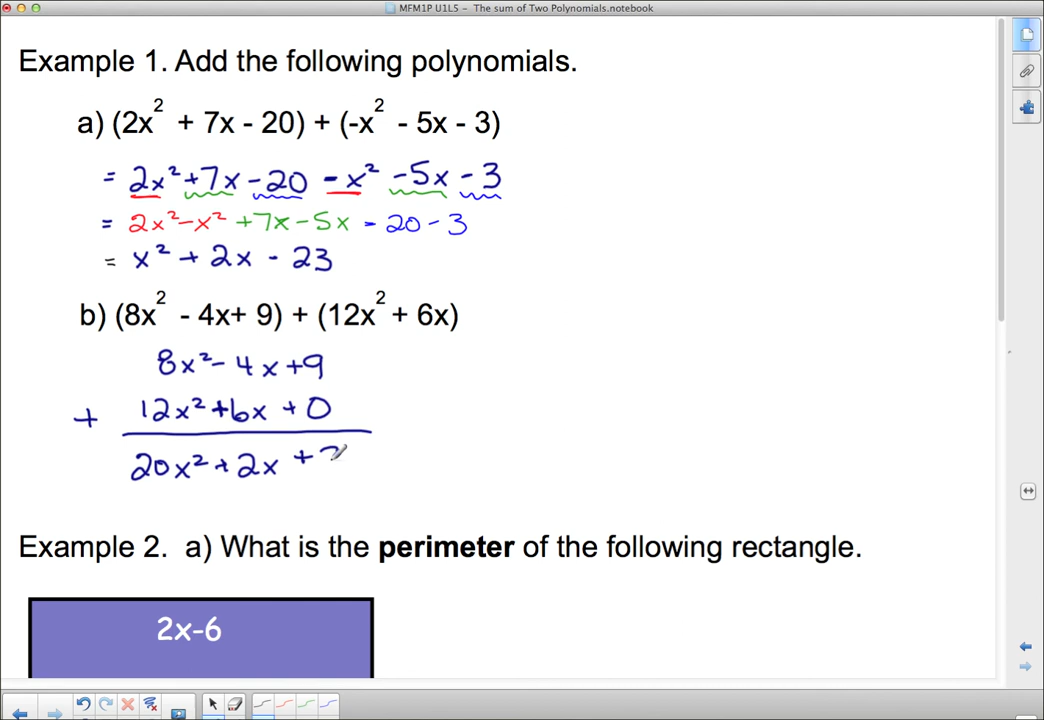 MFM1P U1L5 – The sum of Two Polynomials.notebook
Example 1. Add the following polynomials.
a) (2x² + 7x - 20) + (-x² - 5x - 3)
= 2x² +7x -20 -x² -5x -3
= 2x²-x² +7x-5x -20-3
= x² + 2x - 23
b) (8x² - 4x+ 9) + (12x² + 6x)
8x²- 4x+9
+ 12x²+6x +0
20x²+2x +
Example 2. a) What is the perimeter of the following rectangle.
2x-6